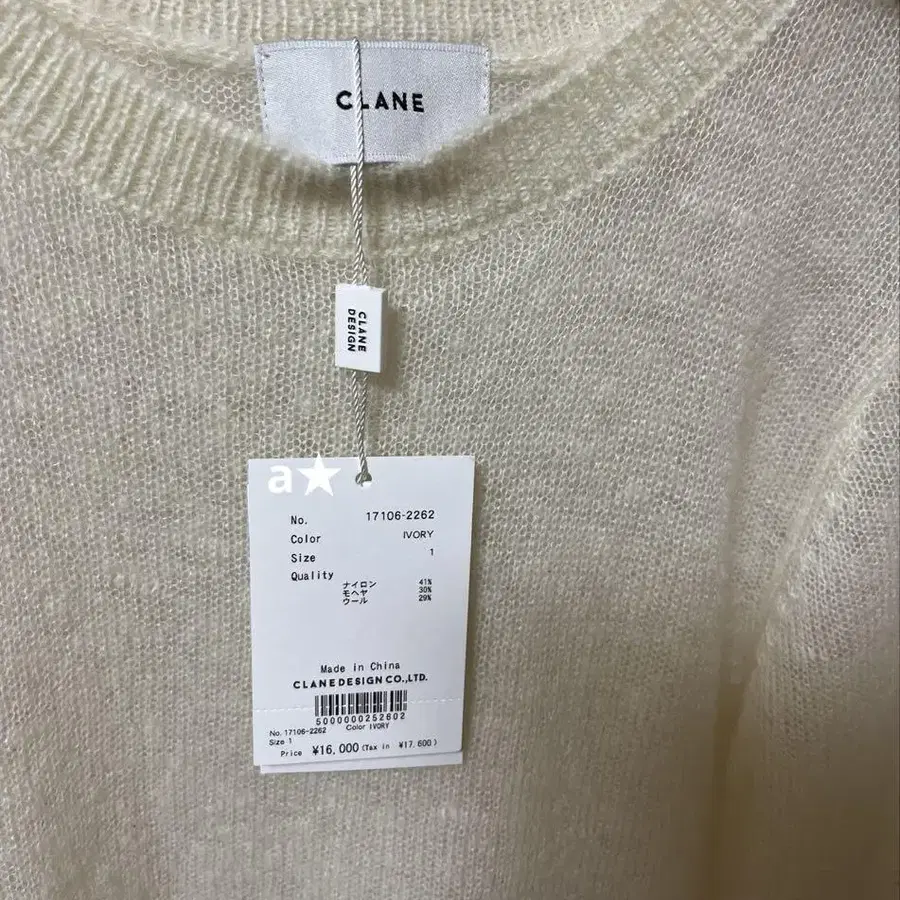 CLANE
CLANE
DESIGN
a★
No. 17106-2262
Color IVORY
Size 1
Quality
ナイロン 41%
モヘヤ 30%
ウール 29%
Made in China
CLANEDESIGN CO.,LTD.
5000000252602
No. 17106-2262 Color IVORY
Size 1
Price ¥16,000 (Tax in ¥17,600)